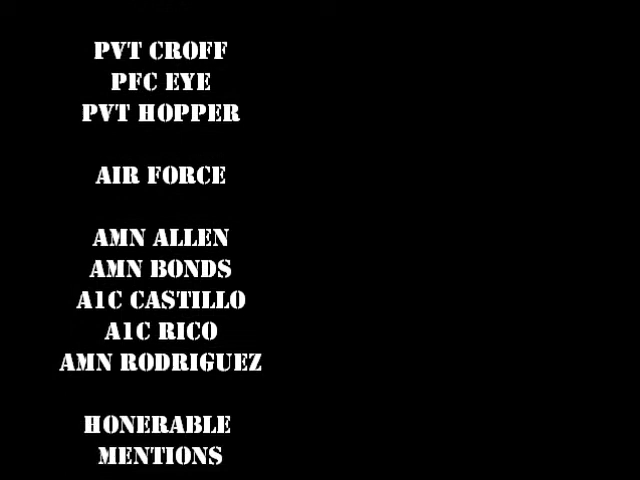 PVT CROFF
PFC EYE
PVT HOPPER
AIR FORCE
AMN ALLEN
AMN BONDS
A1C CASTILLO
A1C RICO
AMN RODRIGUEZ
HONERABLE
MENTIONS